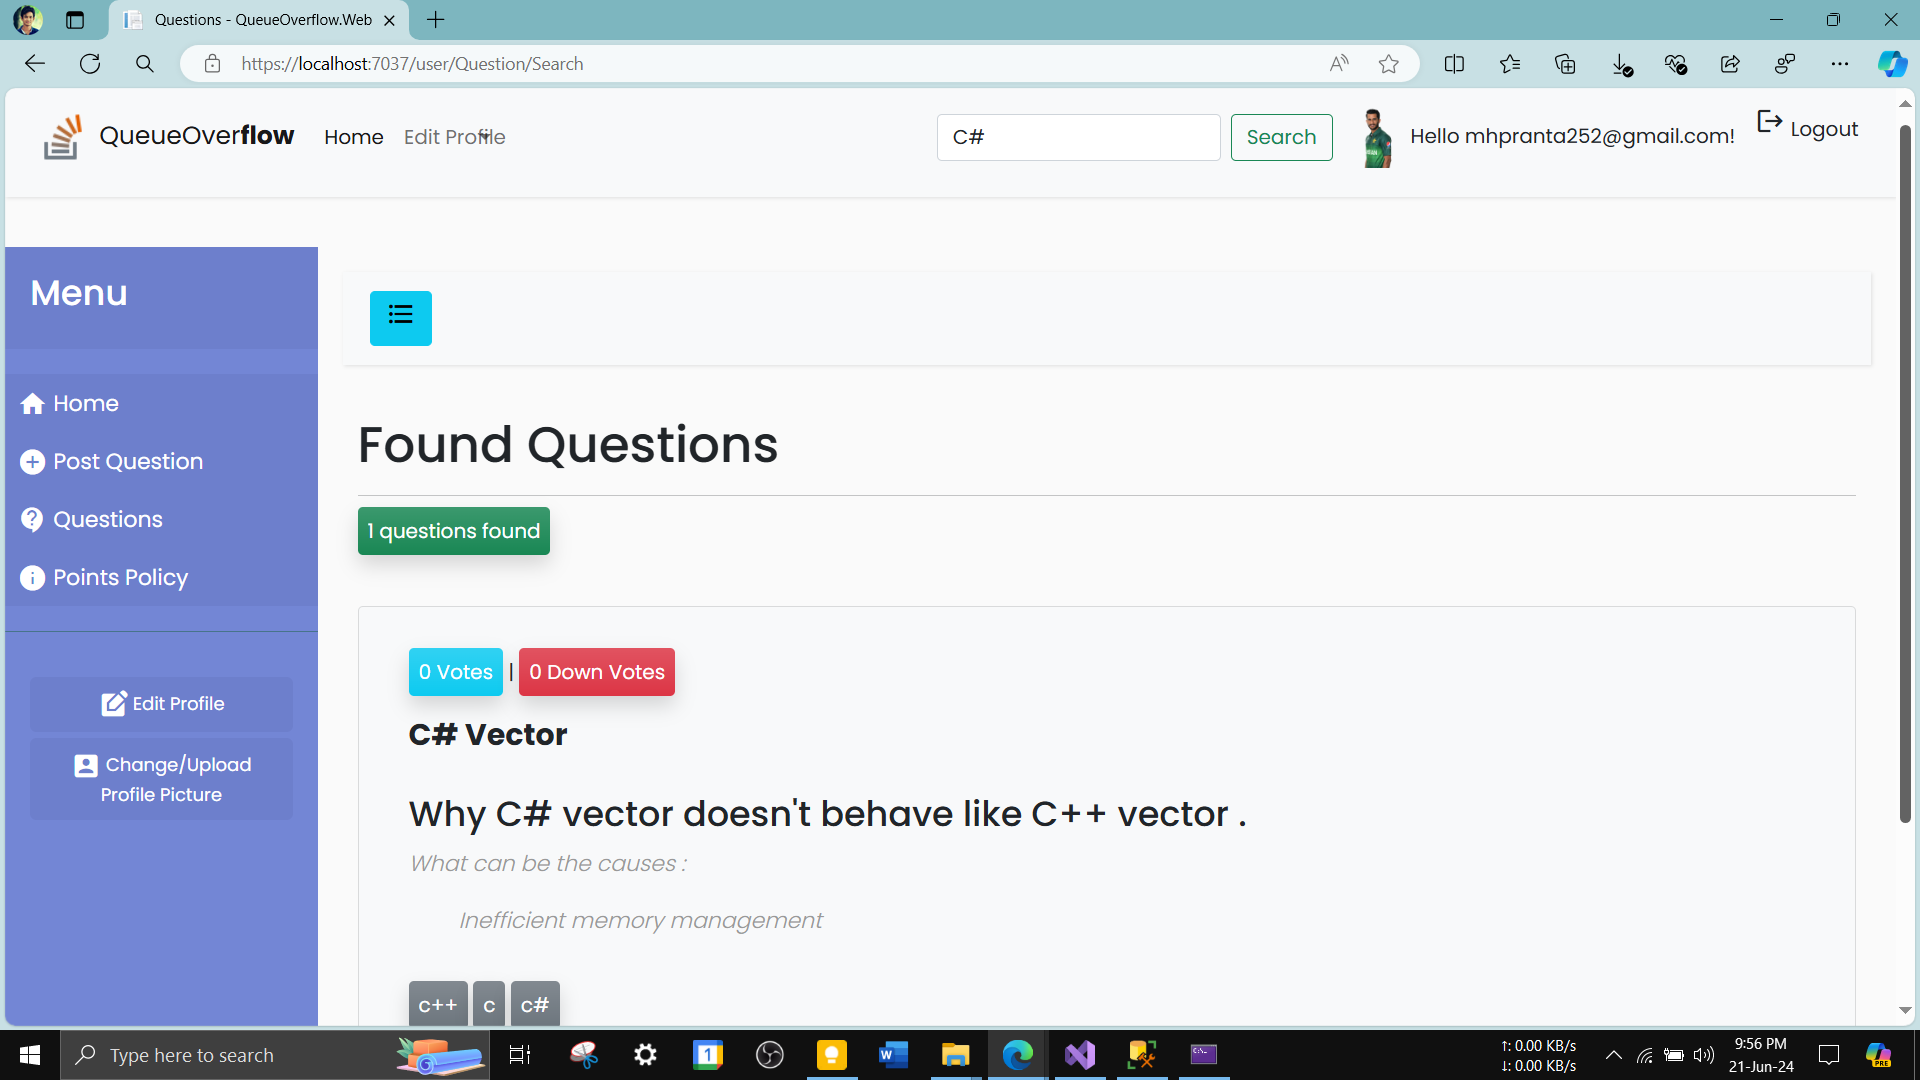 Questions - QueueOverflow.Web
https://localhost:7037/user/Question/Search
QueueOverflow
Home
Edit Profile
C#
Search
Hello mhpranta252@gmail.com!
Logout
Menu
Home
Post Question
Questions
Points Policy
Edit Profile
Change/Upload
Profile Picture
Found Questions
1 questions found
0 Votes | 0 Down Votes
C# Vector
Why C# vector doesn't behave like C++ vector .
What can be the causes :
Inefficient memory management
c++ c c#
Type here to search
1
↑: 0.00 KB/s
↓: 0.00 KB/s
9:56 PM
21-Jun-24
PRE